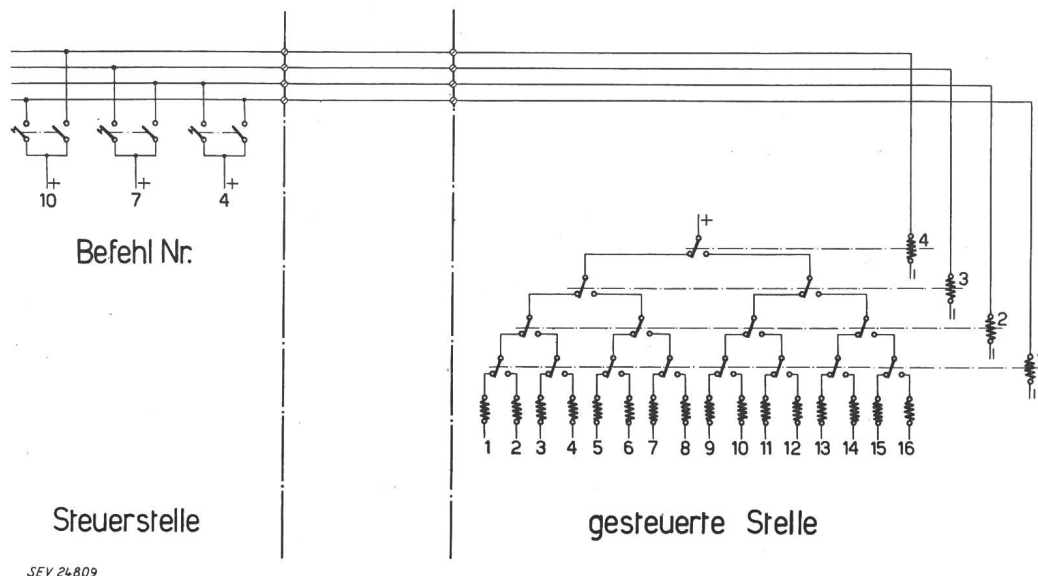 10 7 4
Befehl Nr.
4
3
2
1 2 3 4 5 6 7 8 9 10 11 12 13 14 15 16
Steuerstelle
gesteuerte Stelle
SEV 24809